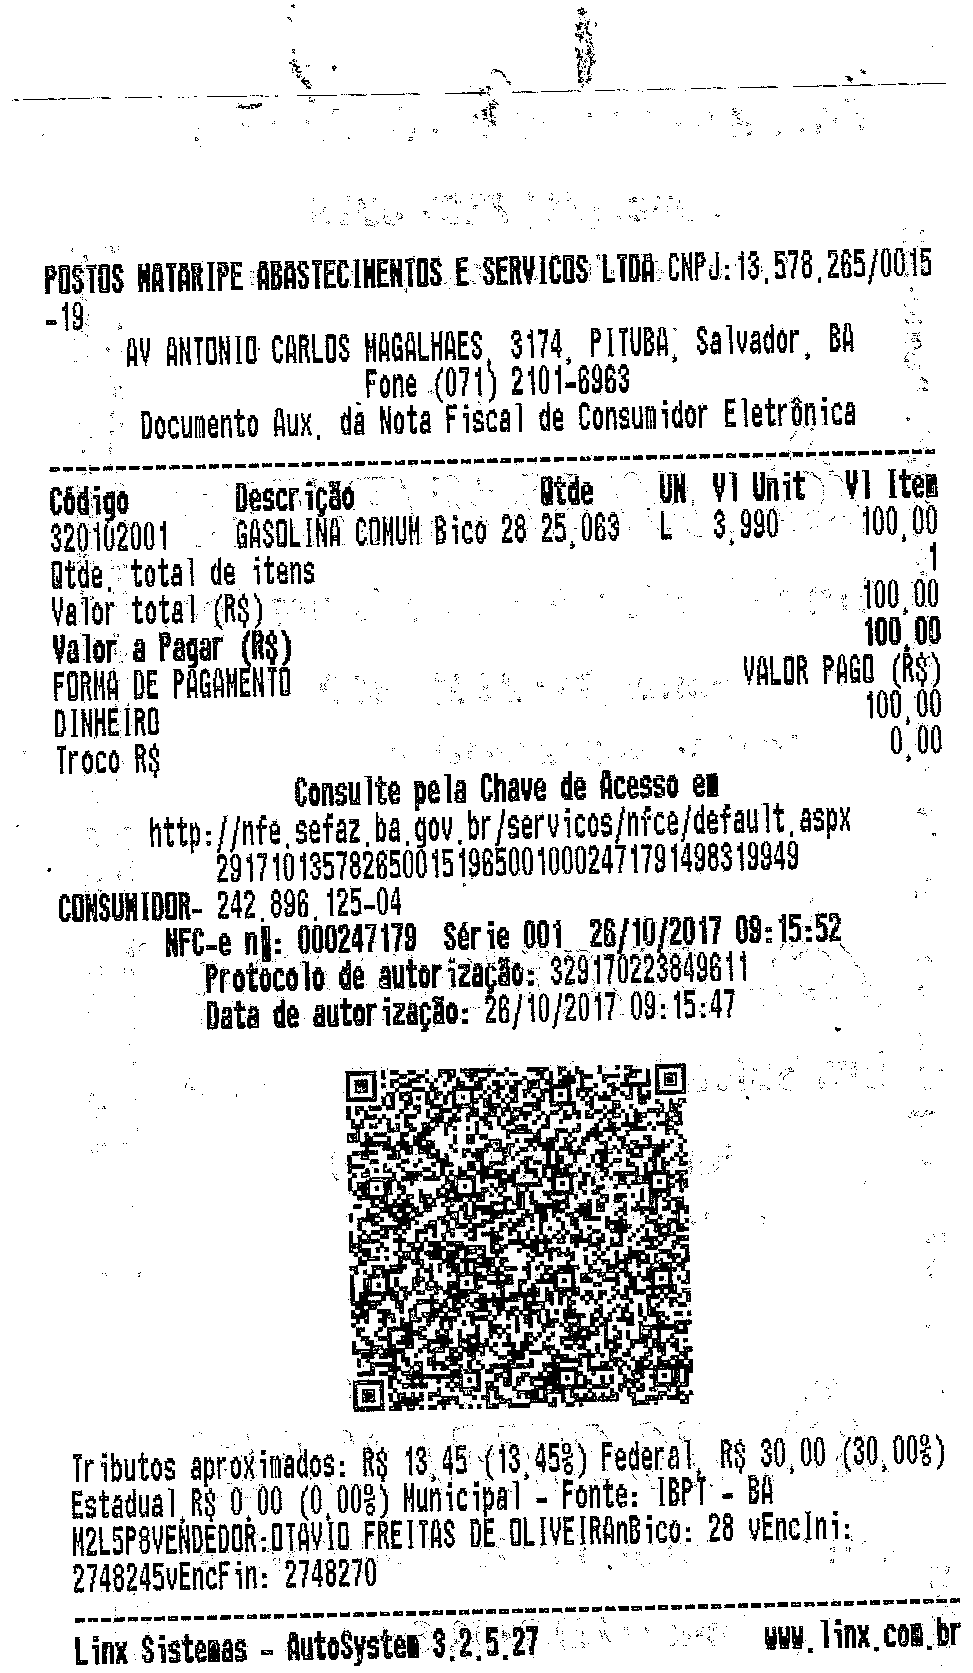 POSTOS MATARIPE ABASTECIMENTOS E SERVICOS LTDA CNPJ:13.578.265/0015
-19
AV ANTONIO CARLOS MAGALHAES, 3174, PITUBA, Salvador, BA
Fone (071) 2101-6963
Documento Aux. da Nota Fiscal de Consumidor Eletrônica
Código Descrição Qtde UN Vl Unit Vl Item
320102001 GASOLINA COMUM Bico 28 25,063 L 3,990 100,00
Qtde. total de itens 1
Valor total (R$) 100,00
Valor a Pagar (R$) 100,00
FORMA DE PAGAMENTO VALOR PAGO (R$)
DINHEIRO 100,00
Troco R$ 0,00
Consulte pela Chave de Acesso em
http://nfe.sefaz.ba.gov.br/servicos/nfce/default.aspx
29171013578265001519650010002471791498319949
CONSUMIDOR- 242.896.125-04
NFC-e nº: 000247179 Série 001 26/10/2017 09:15:52
Protocolo de autorização: 329170223849611
Data de autorização: 26/10/2017 09:15:47
Tributos aproximados: R$ 13,45 (13,45%) Federal, R$ 30,00 (30,00%)
Estadual,R$ 0,00 (0,00%) Municipal - Fonte: IBPT - BA
M2L5P8VENDEDOR:OTAVIO FREITAS DE OLIVEIRAnBico: 28 vEncIni:
2748245vEncFin: 2748270
Linx Sistemas - AutoSystem 3.2.5.27 www.linx.com.br